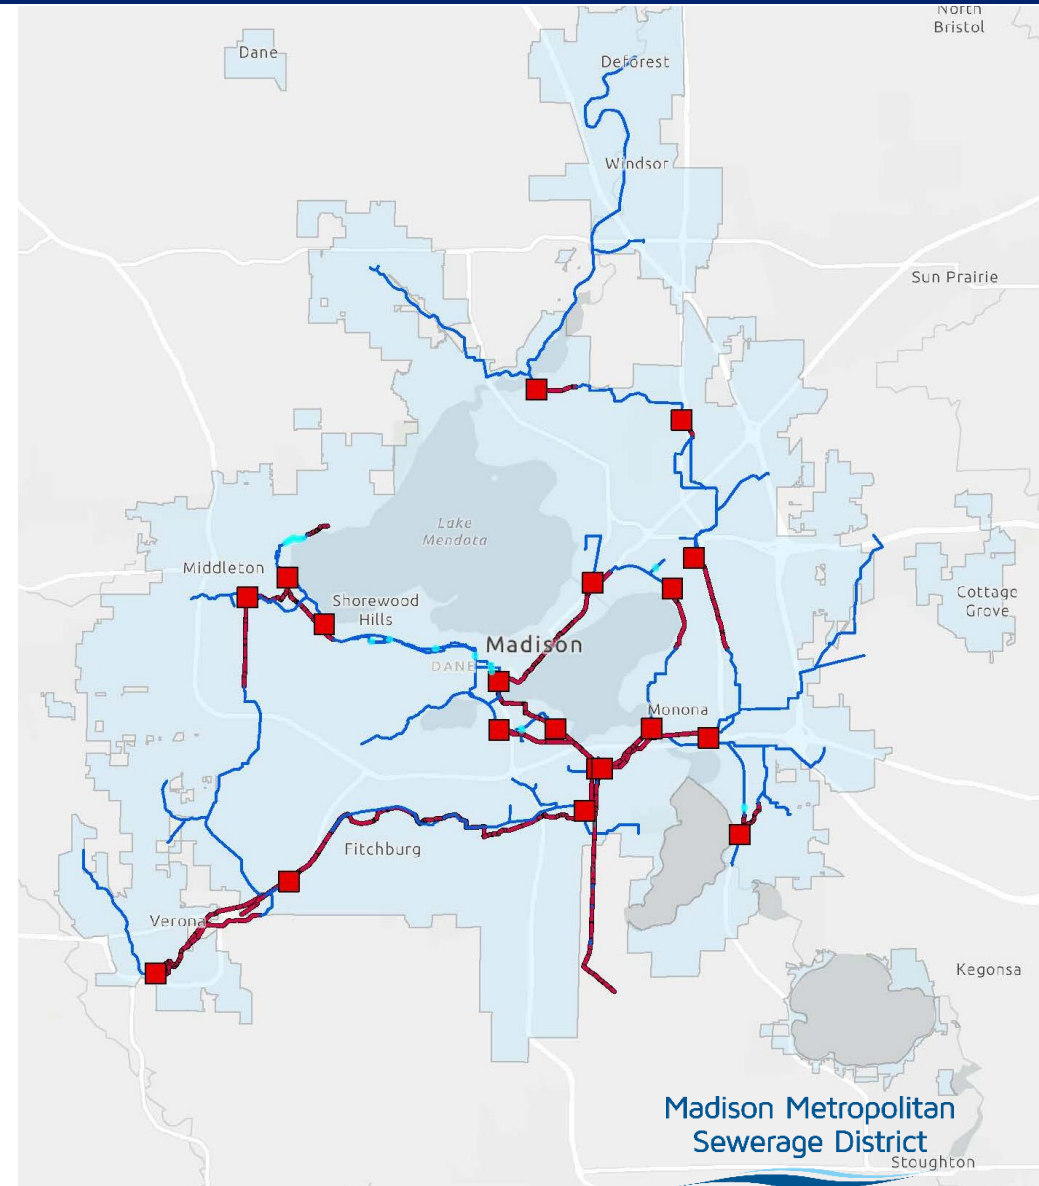 North
Bristol
Dane
Deforest
Windsor
Sun Prairie
Lake
Mendota
Middleton
Cottage
Grove
Shorewood
Hills
Madison
DANE
Monona
Fitchburg
Verona
Kegonsa
Madison Metropolitan
Sewerage District
Stoughton